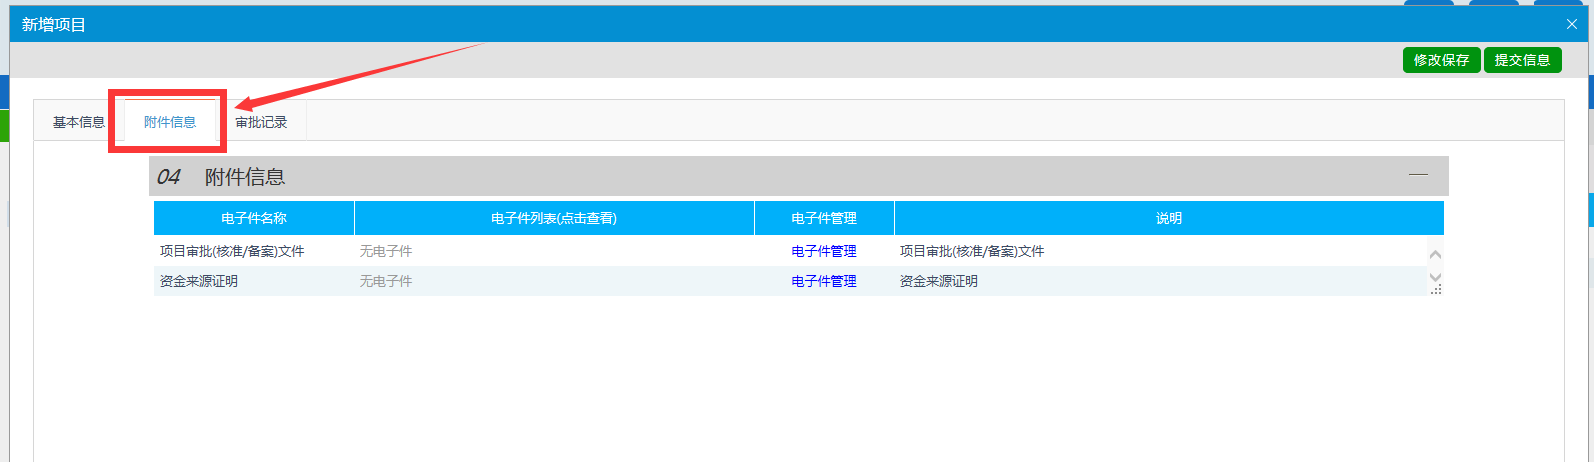 新增项目
修改保存 提交信息
基本信息 附件信息 审批记录
04 附件信息
电子件名称 电子件列表(点击查看) 电子件管理 说明
项目审批(核准/备案)文件 无电子件 电子件管理 项目审批(核准/备案)文件
资金来源证明 无电子件 电子件管理 资金来源证明